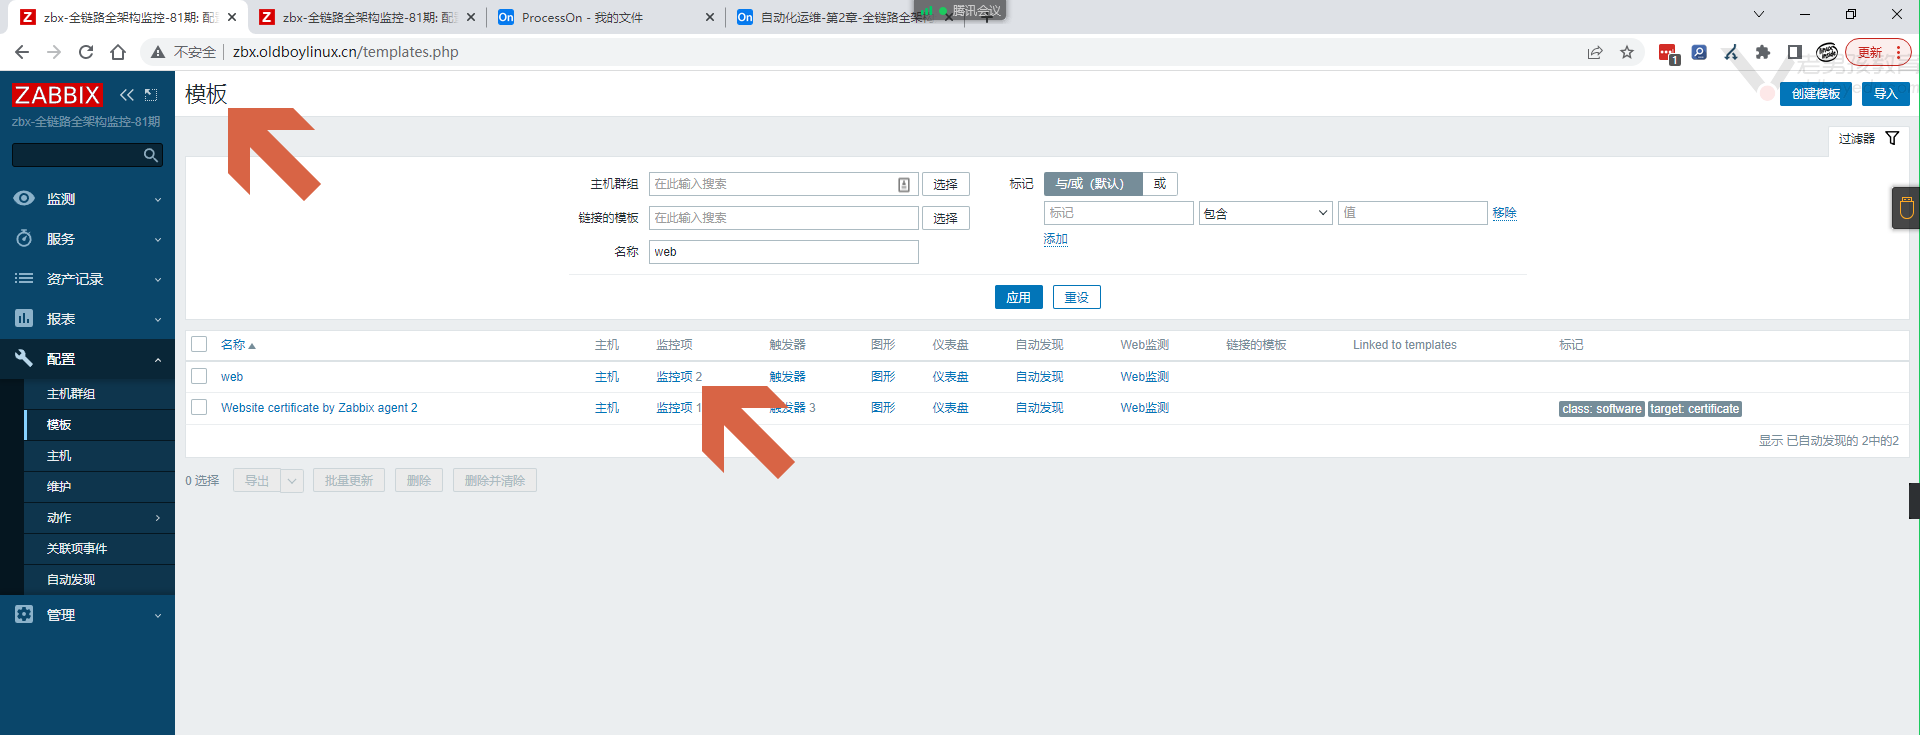 zbx-全链路全架构监控-81期: 配
zbx-全链路全架构监控-81期: 配
ProcessOn - 我的文件
自动化运维-第2章-全链路全架构
腾讯会议
不安全
zbx.oldboylinux.cn/templates.php
1
更新
ZABBIX
zbx-全链路全架构监控-81期
监测
服务
资产记录
报表
配置
主机群组
模板
主机
维护
动作
关联项事件
自动发现
管理
模板
老男孩教育
创建模板
导入
过滤器
主机群组
在此输入搜索
选择
链接的模板
在此输入搜索
选择
名称
web
标记
与/或（默认）
或
标记
包含
值
移除
添加
应用
重设
名称 主机 监控项 触发器 图形 仪表盘 自动发现 Web监测 链接的模板 Linked to templates 标记
web 主机 监控项 2 触发器 图形 仪表盘 自动发现 Web监测
Website certificate by Zabbix agent 2 主机 监控项 1 触发器 3 图形 仪表盘 自动发现 Web监测 class: software target: certificate
显示 已自动发现的 2中的2
0 选择 导出 批量更新 删除 删除并清除